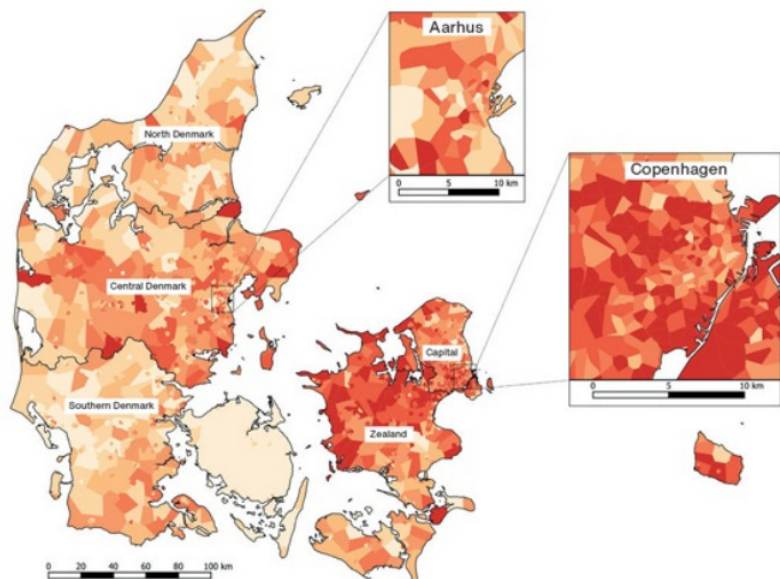 Aarhus
0 5 10 km
Copenhagen
0 5 10 km
North Denmark
Central Denmark
Capital
Southern Denmark
Zealand
0 20 40 60 80 100 km